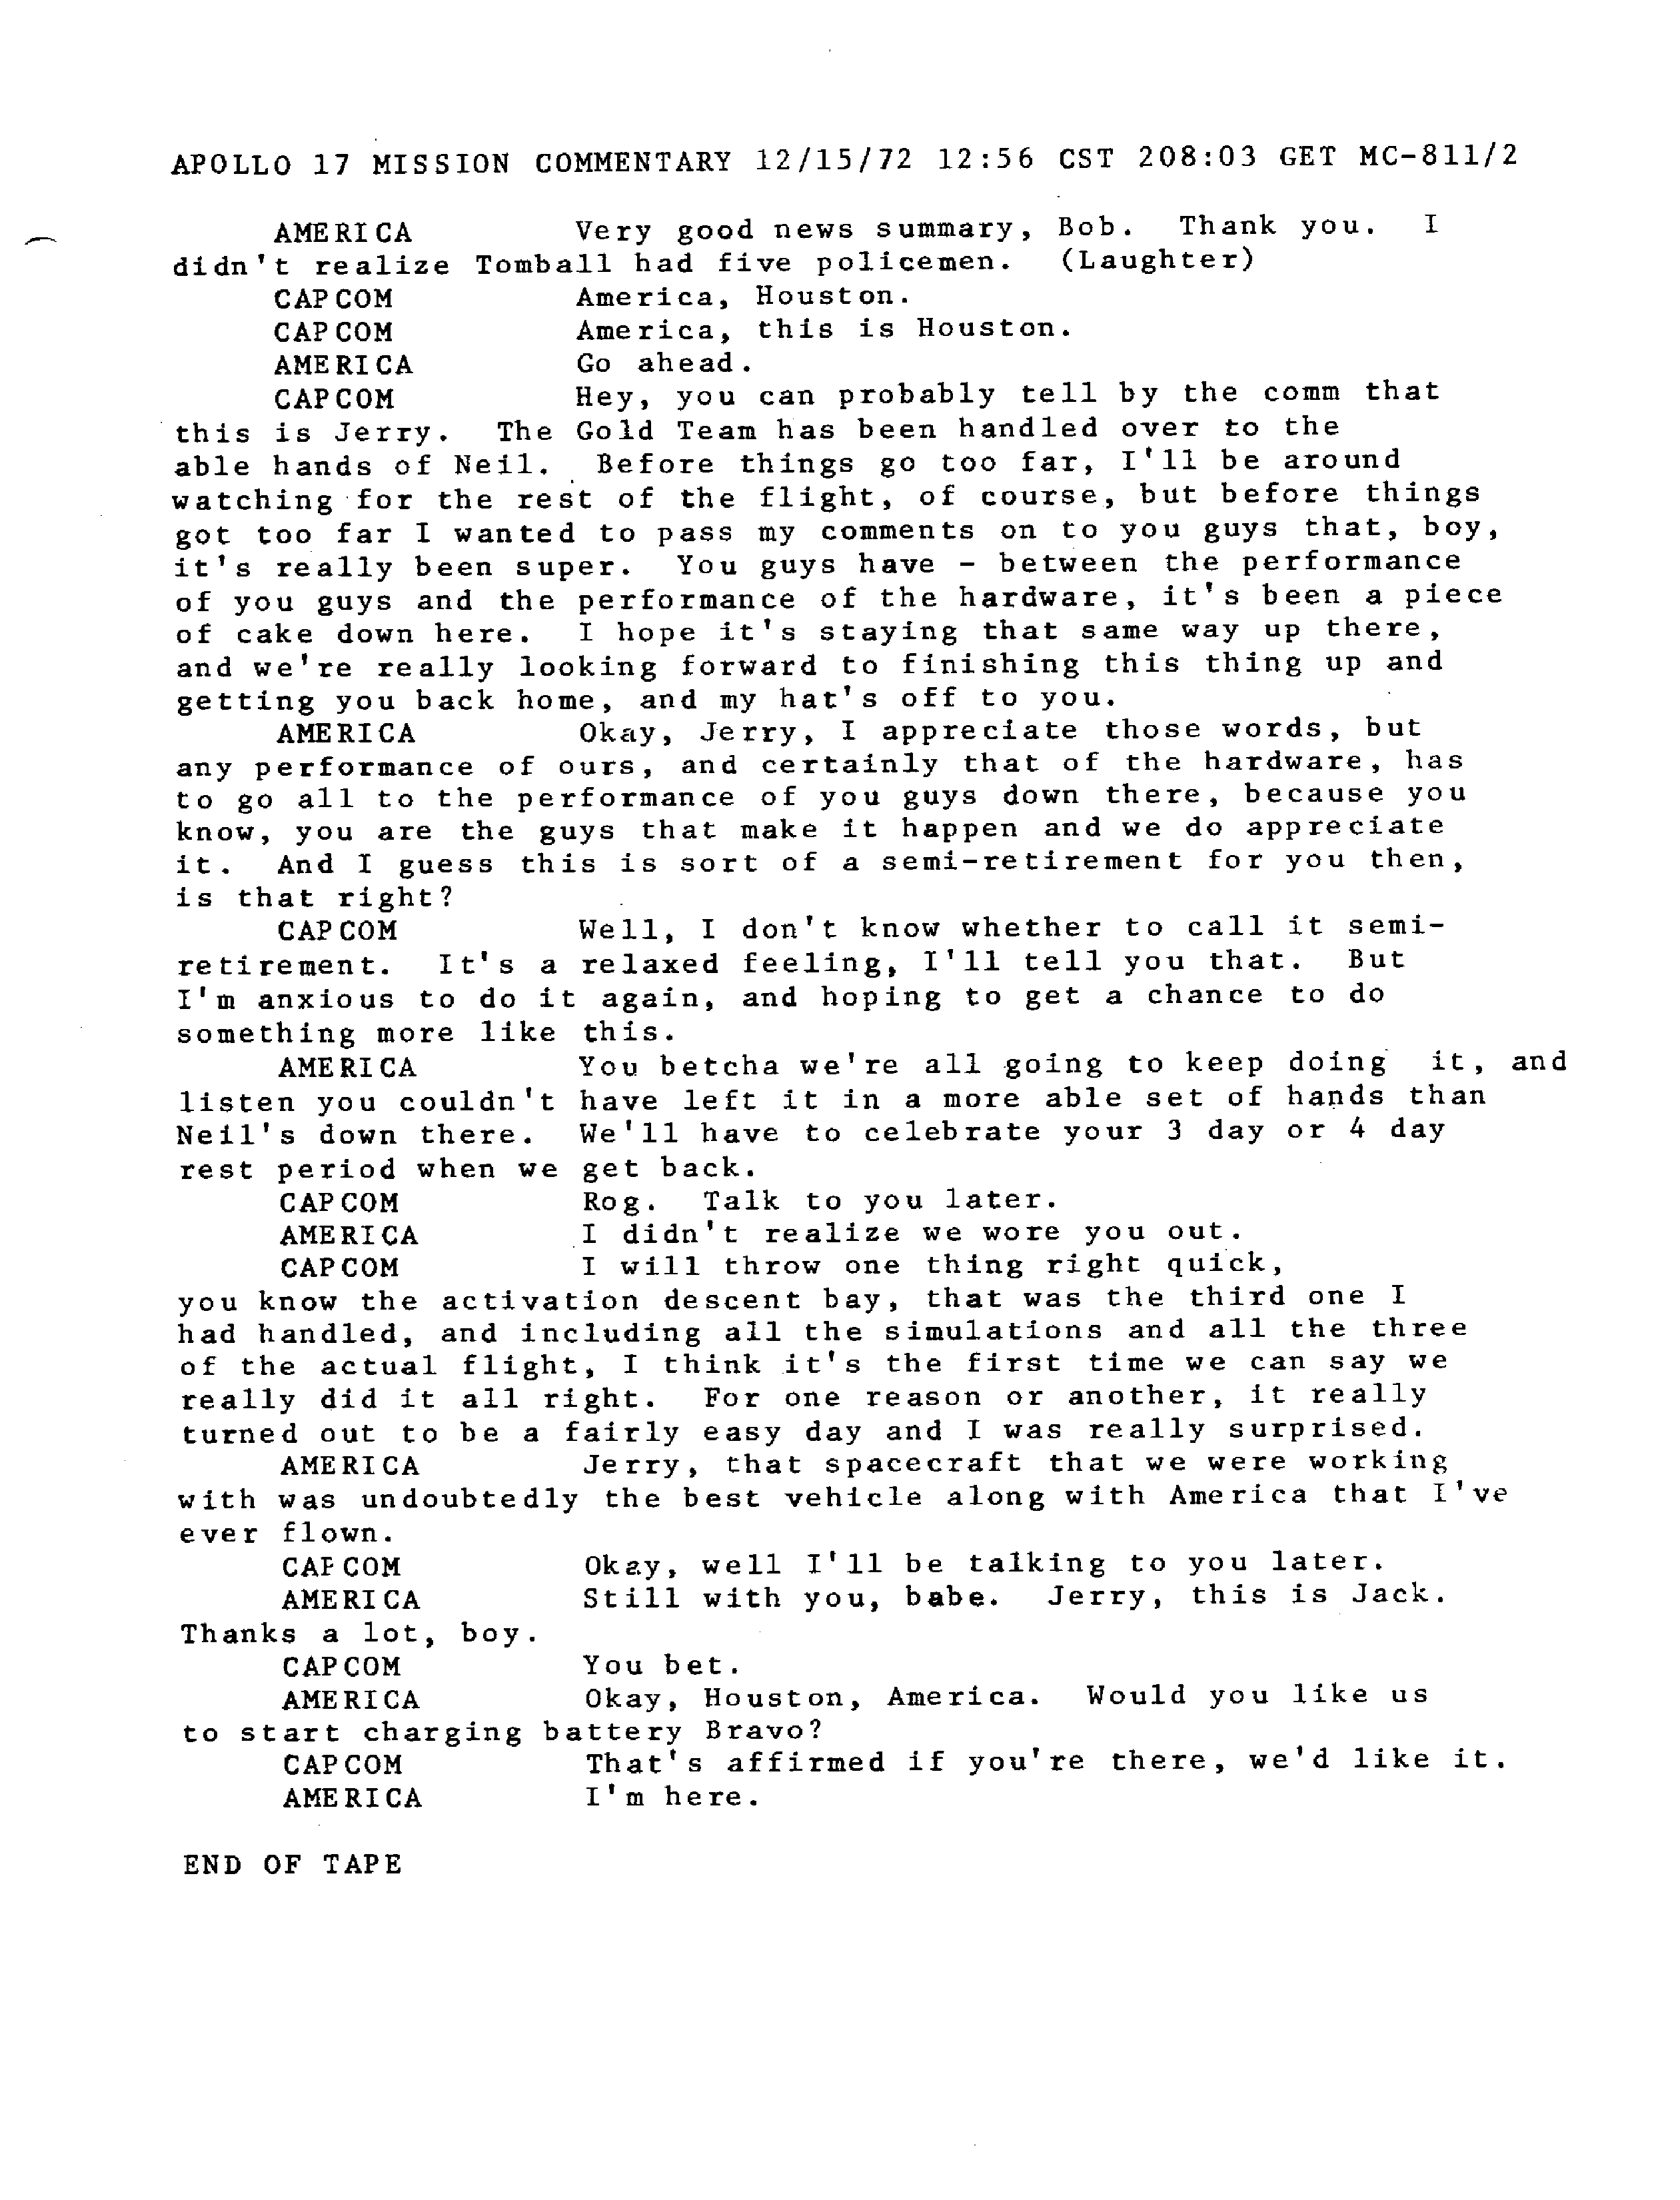 APOLLO 17 MISSION COMMENTARY 12/15/72 12:56 CST 208:03 GET MC-811/2
AMERICA Very good news summary, Bob. Thank you. I
didn't realize Tomball had five policemen. (Laughter)
CAPCOM America, Houston.
CAPCOM America, this is Houston.
AMERICA Go ahead.
CAPCOM Hey, you can probably tell by the comm that
this is Jerry. The Gold Team has been handled over to the
able hands of Neil. Before things go too far, I'll be around
watching for the rest of the flight, of course, but before things
got too far I wanted to pass my comments on to you guys that, boy,
it's really been super. You guys have - between the performance
of you guys and the performance of the hardware, it's been a piece
of cake down here. I hope it's staying that same way up there,
and we're really looking forward to finishing this thing up and
getting you back home, and my hat's off to you.
AMERICA Okay, Jerry, I appreciate those words, but
any performance of ours, and certainly that of the hardware, has
to go all to the performance of you guys down there, because you
know, you are the guys that make it happen and we do appreciate
it. And I guess this is sort of a semi-retirement for you then,
is that right?
CAPCOM Well, I don't know whether to call it semi-
retirement. It's a relaxed feeling, I'll tell you that. But
I'm anxious to do it again, and hoping to get a chance to do
something more like this.
AMERICA You betcha we're all going to keep doing it, and
listen you couldn't have left it in a more able set of hands than
Neil's down there. We'll have to celebrate your 3 day or 4 day
rest period when we get back.
CAPCOM Rog. Talk to you later.
AMERICA I didn't realize we wore you out.
CAPCOM I will throw one thing right quick,
you know the activation descent bay, that was the third one I
had handled, and including all the simulations and all the three
of the actual flight, I think it's the first time we can say we
really did it all right. For one reason or another, it really
turned out to be a fairly easy day and I was really surprised.
AMERICA Jerry, that spacecraft that we were working
with was undoubtedly the best vehicle along with America that I've
ever flown.
CAPCOM Okay, well I'll be talking to you later.
AMERICA Still with you, babe. Jerry, this is Jack.
Thanks a lot, boy.
CAPCOM You bet.
AMERICA Okay, Houston, America. Would you like us
to start charging battery Bravo?
CAPCOM That's affirmed if you're there, we'd like it.
AMERICA I'm here.
END OF TAPE